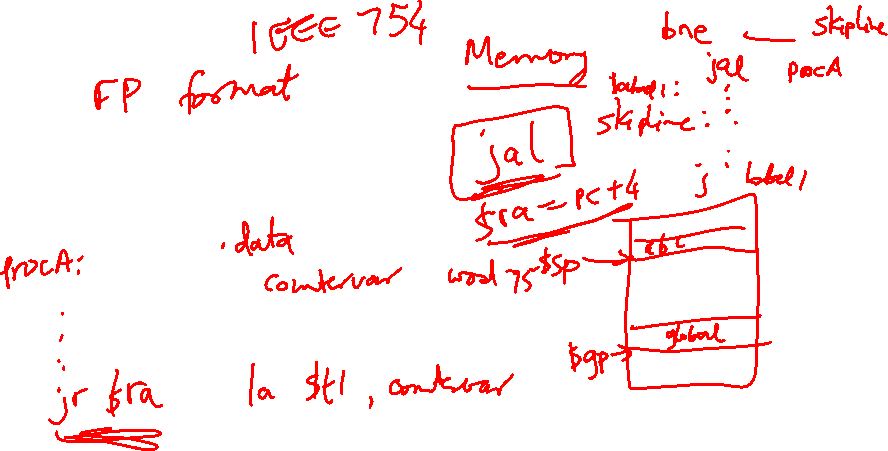 IEEE 754
FP format
Memory
bne skipline
jal procA
label1:
skipline:
jal
j label1
$ra = PC+4
.data
countervar word 75
procA:
$sp
global
$gp
jr $ra
la $t1, countervar